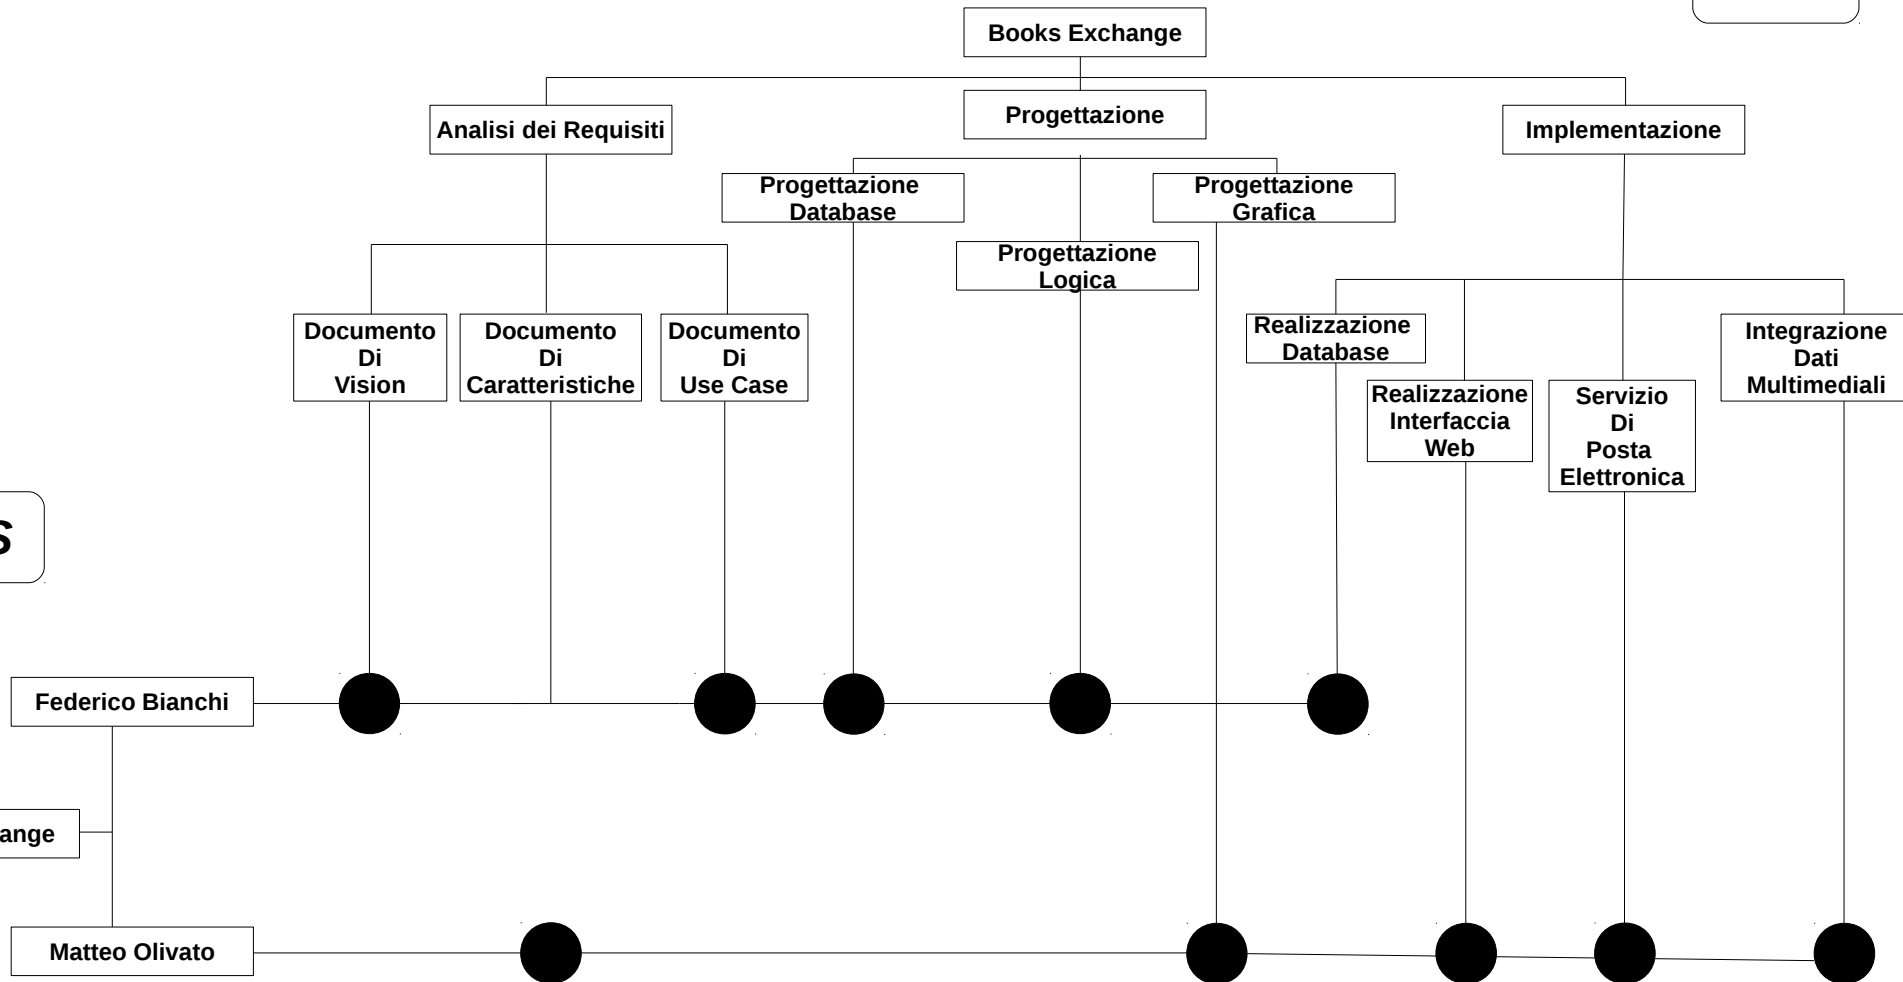 Books Exchange
Analisi dei Requisiti
Progettazione
Implementazione
Progettazione
Database
Progettazione
Grafica
Progettazione
Logica
Documento
Di
Vision
Documento
Di
Caratteristiche
Documento
Di
Use Case
Realizzazione
Database
Realizzazione
Interfaccia
Web
Servizio
Di
Posta
Elettronica
Integrazione
Dati
Multimediali
S
Federico Bianchi
ange
Matteo Olivato